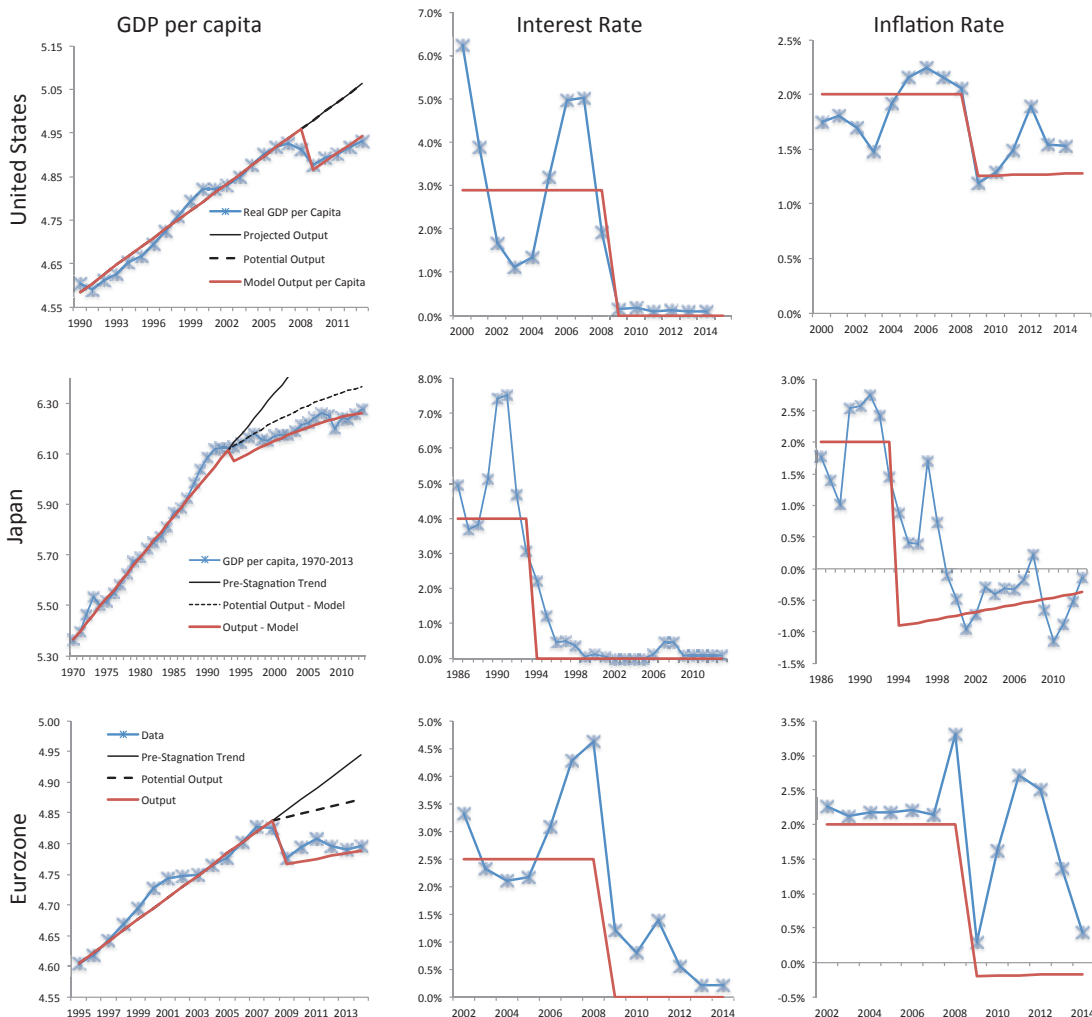 GDP per capita
Interest Rate
Inflation Rate
United States
5.15
5.05
4.95
4.85
4.75
4.65
4.55
Real GDP per Capita
Projected Output
Potential Output
Model Output per Capita
1990 1993 1996 1999 2002 2005 2008 2011
7.0%
6.0%
5.0%
4.0%
3.0%
2.0%
1.0%
0.0%
2000 2002 2004 2006 2008 2010 2012 2014
2.5%
2.0%
1.5%
1.0%
0.5%
0.0%
2000 2002 2004 2006 2008 2010 2012 2014
Japan
6.30
6.10
5.90
5.70
5.50
5.30
GDP per capita, 1970-2013
Pre-Stagnation Trend
Potential Output - Model
Output - Model
1970 1975 1980 1985 1990 1995 2000 2005 2010
8.0%
7.0%
6.0%
5.0%
4.0%
3.0%
2.0%
1.0%
0.0%
1986 1990 1994 1998 2002 2006 2010
3.0%
2.5%
2.0%
1.5%
1.0%
0.5%
0.0%
-0.5%
-1.0%
-1.5%
1986 1990 1994 1998 2002 2006 2010
Eurozone
5.00
4.95
4.90
4.85
4.80
4.75
4.70
4.65
4.60
4.55
Data
Pre-Stagnation Trend
Potential Output
Output
1995 1997 1999 2001 2003 2005 2007 2009 2011 2013
5.0%
4.5%
4.0%
3.5%
3.0%
2.5%
2.0%
1.5%
1.0%
0.5%
0.0%
2002 2004 2006 2008 2010 2012 2014
3.5%
3.0%
2.5%
2.0%
1.5%
1.0%
0.5%
0.0%
-0.5%
2002 2004 2006 2008 2010 2012 2014